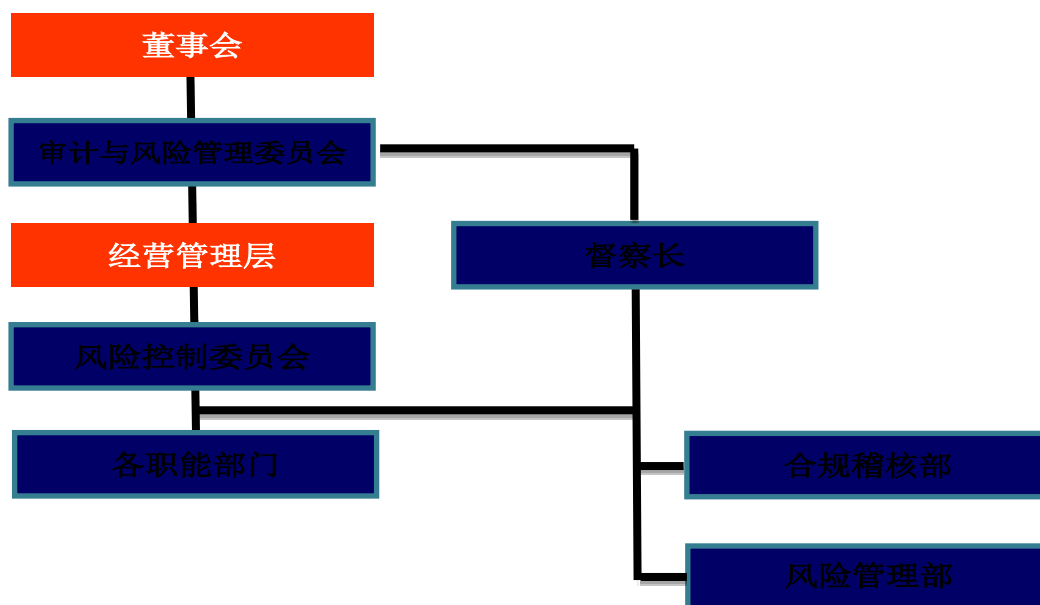 董事会
审计与风险管理委员会
经营管理层
督察长
风险控制委员会
各职能部门
合规稽核部
风险管理部